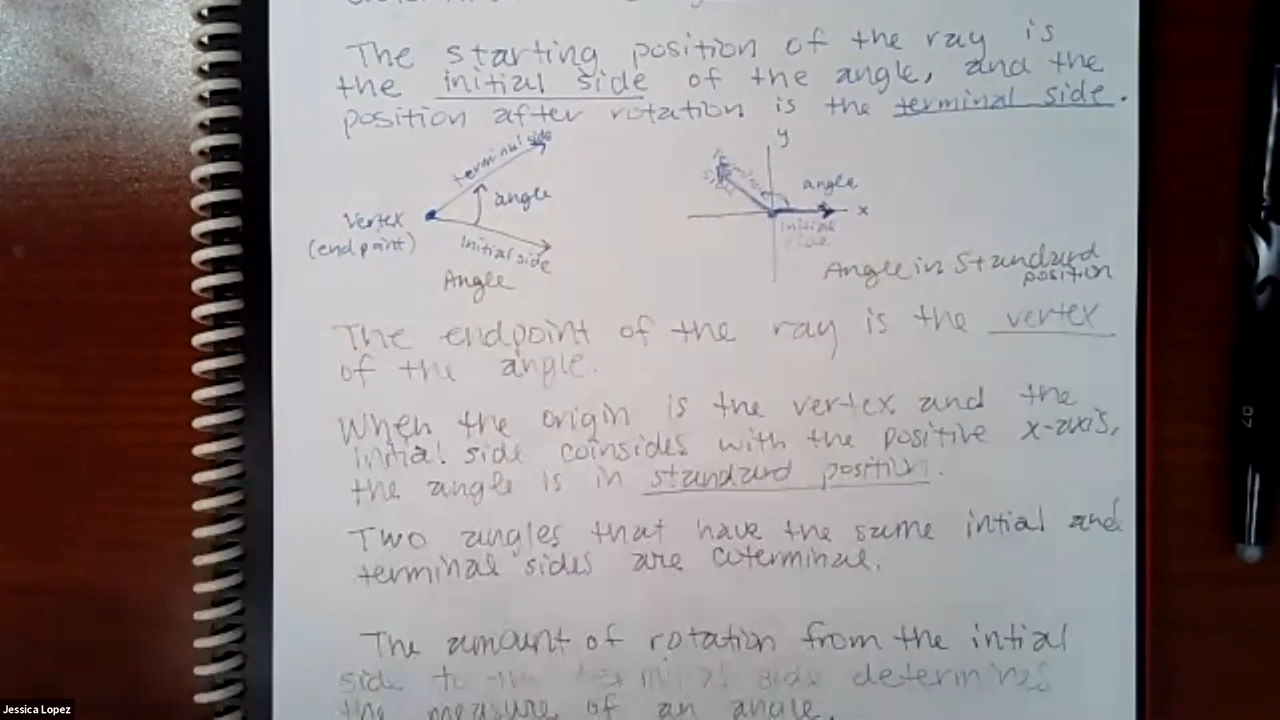 The starting position of the ray is
the initial side of the angle, and the
position after rotation is the terminal side.
terminal side
angle
Vertex
(endpoint)
Initial side
Angle
y
angle
x
initial
side
Angle in Standard
position
The endpoint of the ray is the vertex
of the angle.
When the origin is the vertex and the
initial side coinsides with the positive x-axis,
the angle is in standard position.
Two angles that have the same intial and
terminal sides are coterminal.
The amount of rotation from the intial
side to the terminal side determines
the measure of an angle.
Jessica Lopez